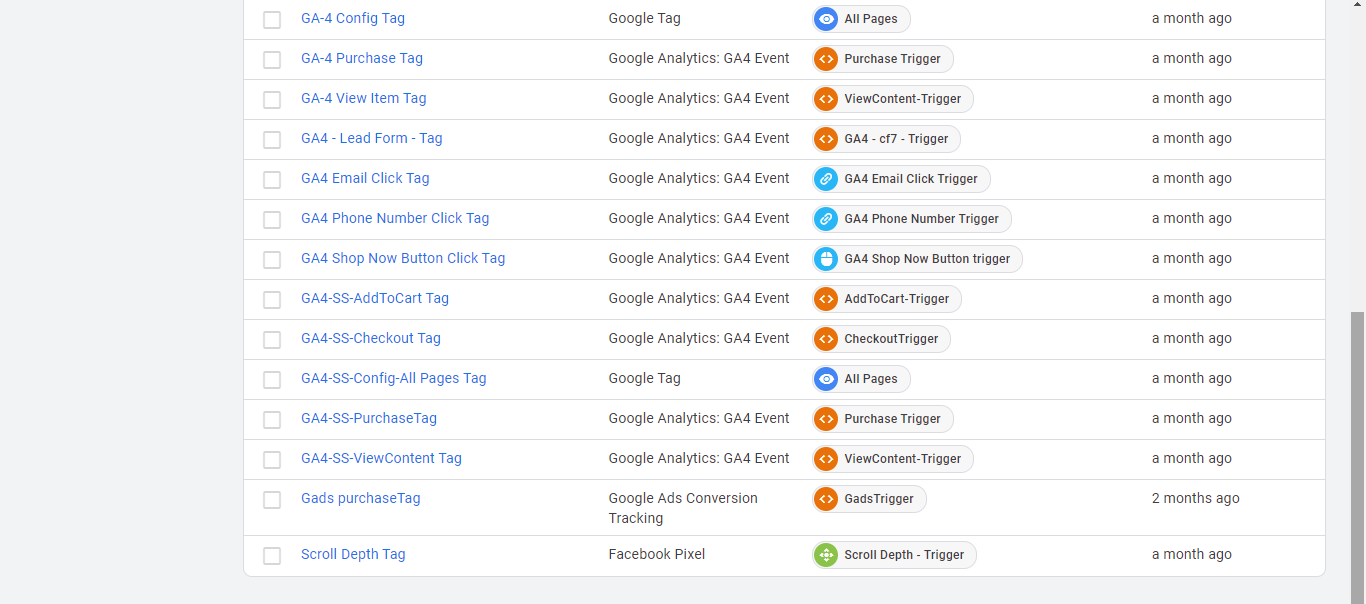 GA-4 Config Tag Google Tag All Pages a month ago
GA-4 Purchase Tag Google Analytics: GA4 Event Purchase Trigger a month ago
GA-4 View Item Tag Google Analytics: GA4 Event ViewContent-Trigger a month ago
GA4 - Lead Form - Tag Google Analytics: GA4 Event GA4 - cf7 - Trigger a month ago
GA4 Email Click Tag Google Analytics: GA4 Event GA4 Email Click Trigger a month ago
GA4 Phone Number Click Tag Google Analytics: GA4 Event GA4 Phone Number Trigger a month ago
GA4 Shop Now Button Click Tag Google Analytics: GA4 Event GA4 Shop Now Button trigger a month ago
GA4-SS-AddToCart Tag Google Analytics: GA4 Event AddToCart-Trigger a month ago
GA4-SS-Checkout Tag Google Analytics: GA4 Event CheckoutTrigger a month ago
GA4-SS-Config-All Pages Tag Google Tag All Pages a month ago
GA4-SS-PurchaseTag Google Analytics: GA4 Event Purchase Trigger a month ago
GA4-SS-ViewContent Tag Google Analytics: GA4 Event ViewContent-Trigger a month ago
Gads purchaseTag Google Ads Conversion GadsTrigger 2 months ago
Tracking
Scroll Depth Tag Facebook Pixel Scroll Depth - Trigger a month ago